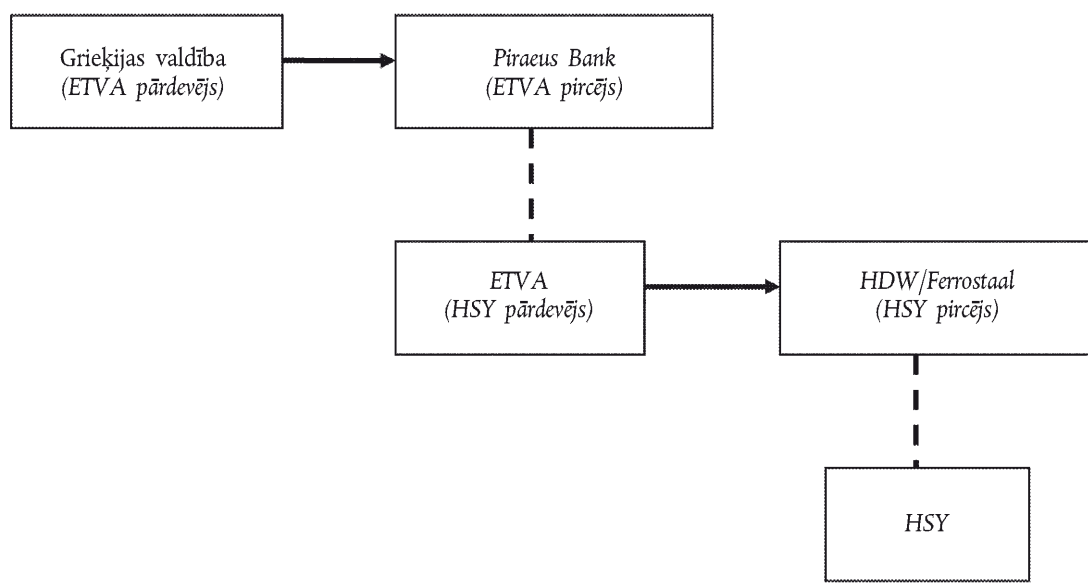 Grieķijas valdība
(ETVA pārdevējs)
Piraeus Bank
(ETVA pircējs)
ETVA
(HSY pārdevējs)
HDW/Ferrostaal
(HSY pircējs)
HSY